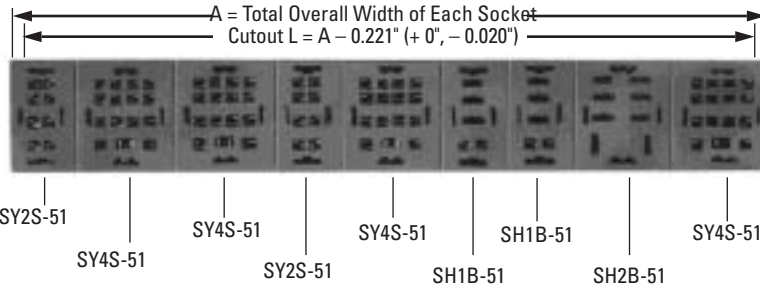 A = Total Overall Width of Each Socket
Cutout L = A – 0.221" (+ 0", – 0.020")
SY2S-51
SY4S-51
SY4S-51
SY2S-51
SY4S-51
SH1B-51
SH1B-51
SH2B-51
SY4S-51